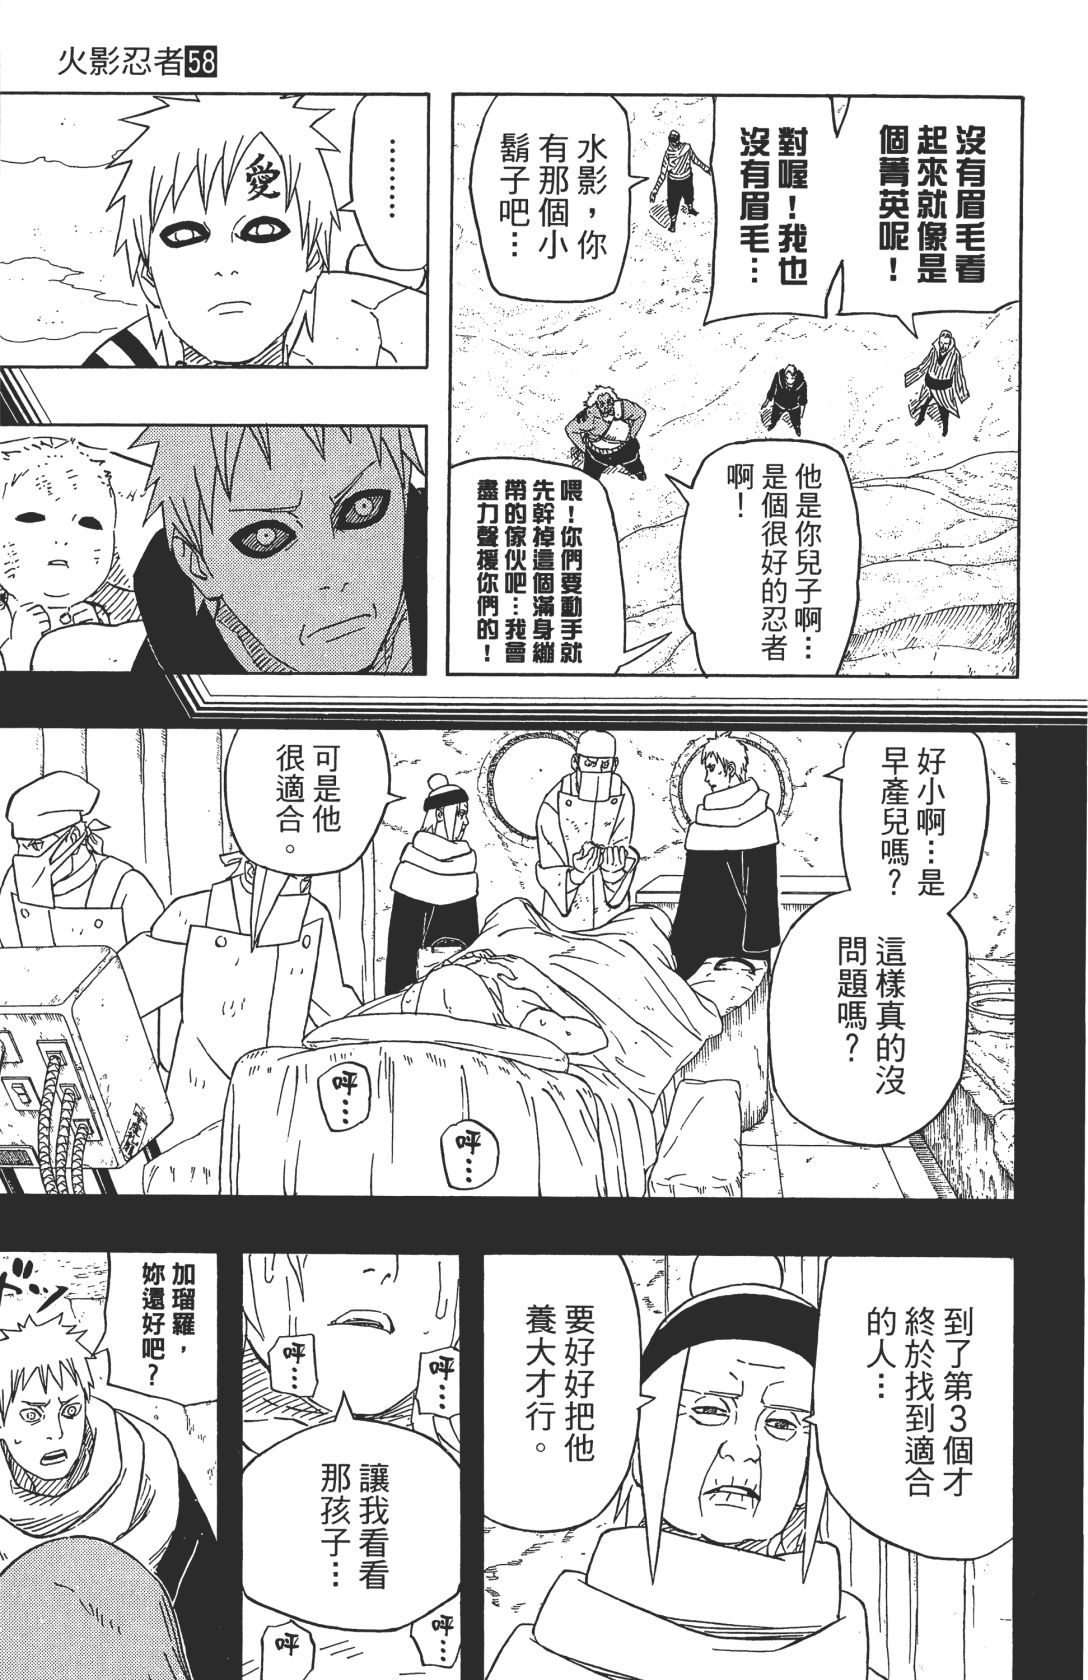 火影忍者58
沒有眉毛看
起來就像是
個菁英呢！
對喔！我也
沒有眉毛…
水影，你
有那個小
鬍子吧…
他是你兒子啊…
是個很好的忍者
啊！
喂！你們要動手就
先幹掉這個滿身繃
帶的傢伙吧…我會
盡力聲援你們的！
………
愛
好小啊…是
早產兒嗎？
這樣真的沒
問題嗎？
可是他
很適合。
呼…
呼…
到了第3個才
終於找到適合
的人…
要好好把他
養大才行。
呼…
呼…
讓我看看
那孩子…
呼…
呼
加瑠羅，
妳還好吧？
ドッ